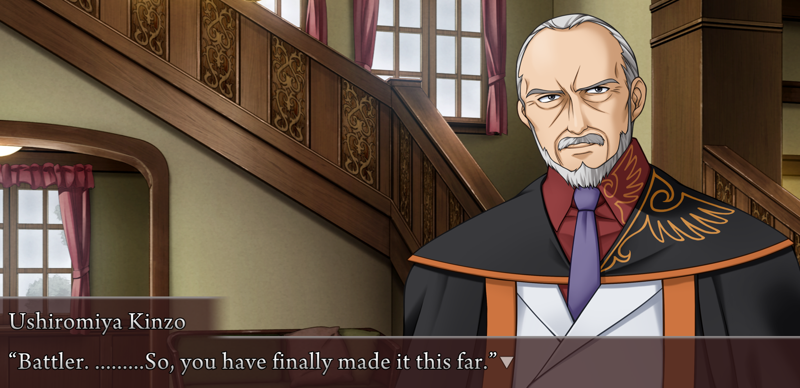 Ushiromiya Kinzo
“Battler. .........So, you have finally made it this far.”